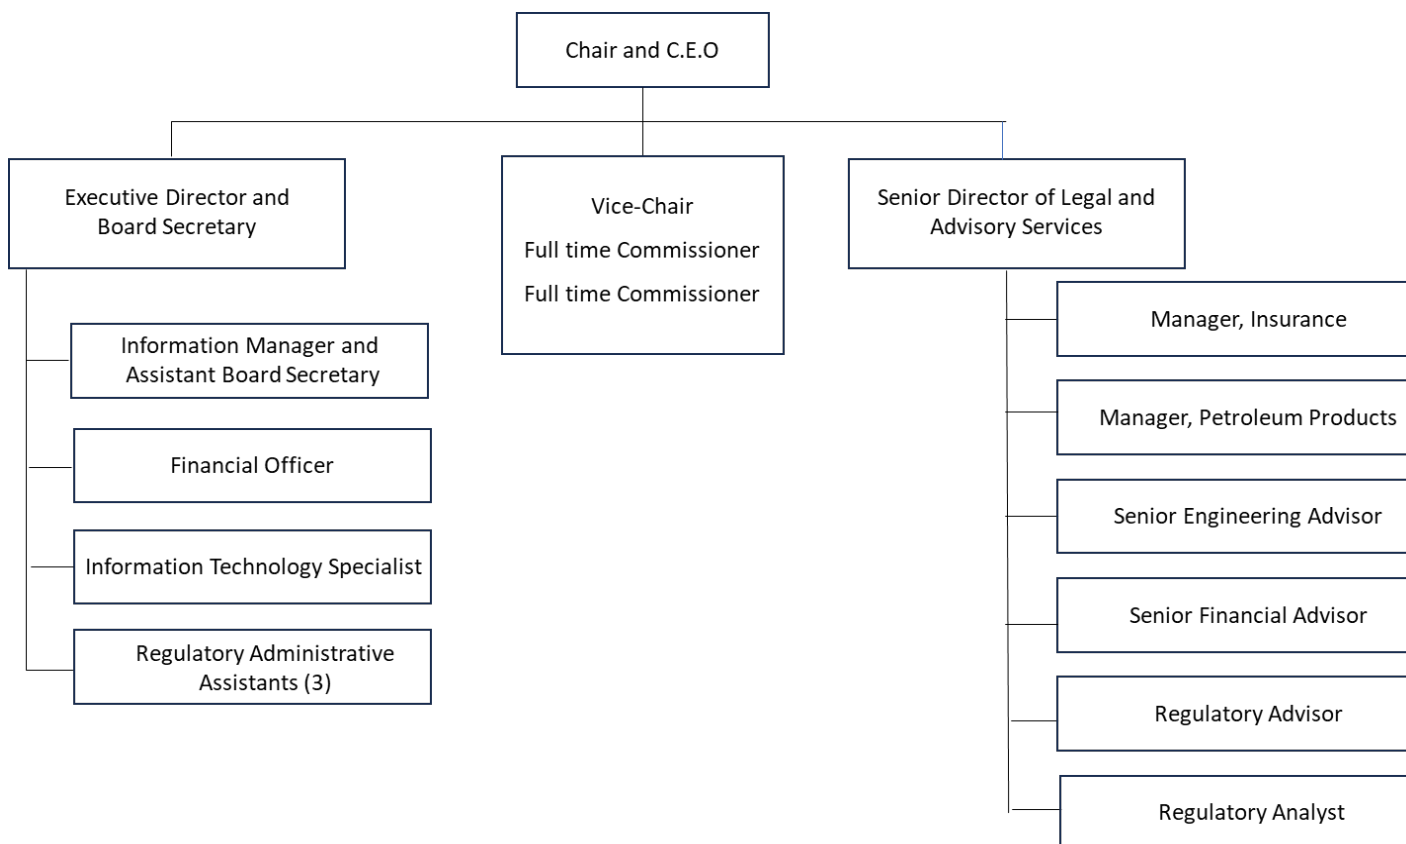 Chair and C.E.O
Executive Director and
Board Secretary
Vice-Chair
Full time Commissioner
Full time Commissioner
Senior Director of Legal and
Advisory Services
Information Manager and
Assistant Board Secretary
Financial Officer
Information Technology Specialist
Regulatory Administrative
Assistants (3)
Manager, Insurance
Manager, Petroleum Products
Senior Engineering Advisor
Senior Financial Advisor
Regulatory Advisor
Regulatory Analyst